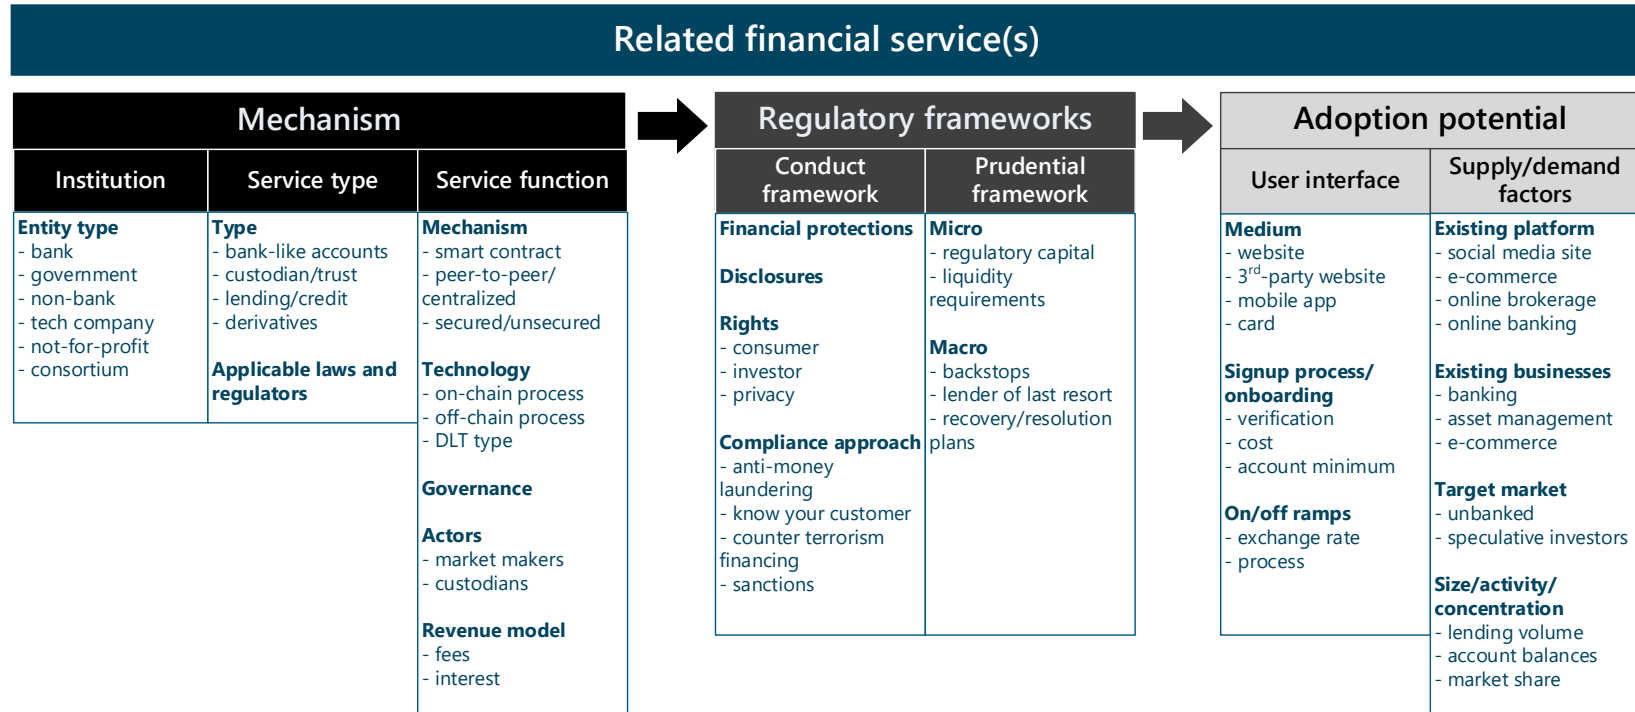 Related financial service(s)
Mechanism
Institution
Service type
Service function
Entity type
- bank
- government
- non-bank
- tech company
- not-for-profit
- consortium
Type
- bank-like accounts
- custodian/trust
- lending/credit
- derivatives
Applicable laws and
regulators
Mechanism
- smart contract
- peer-to-peer/
centralized
- secured/unsecured
Technology
- on-chain process
- off-chain process
- DLT type
Governance
Actors
- market makers
- custodians
Revenue model
- fees
- interest
Regulatory frameworks
Conduct
framework
Prudential
framework
Financial protections
Disclosures
Rights
- consumer
- investor
- privacy
Compliance approach
- anti-money
laundering
- know your customer
- counter terrorism
financing
- sanctions
Micro
- regulatory capital
- liquidity
requirements
Macro
- backstops
- lender of last resort
- recovery/resolution
plans
Adoption potential
User interface
Supply/demand
factors
Medium
- website
- 3rd-party website
- mobile app
- card
Signup process/
onboarding
- verification
- cost
- account minimum
On/off ramps
- exchange rate
- process
Existing platform
- social media site
- e-commerce
- online brokerage
- online banking
Existing businesses
- banking
- asset management
- e-commerce
Target market
- unbanked
- speculative investors
Size/activity/
concentration
- lending volume
- account balances
- market share